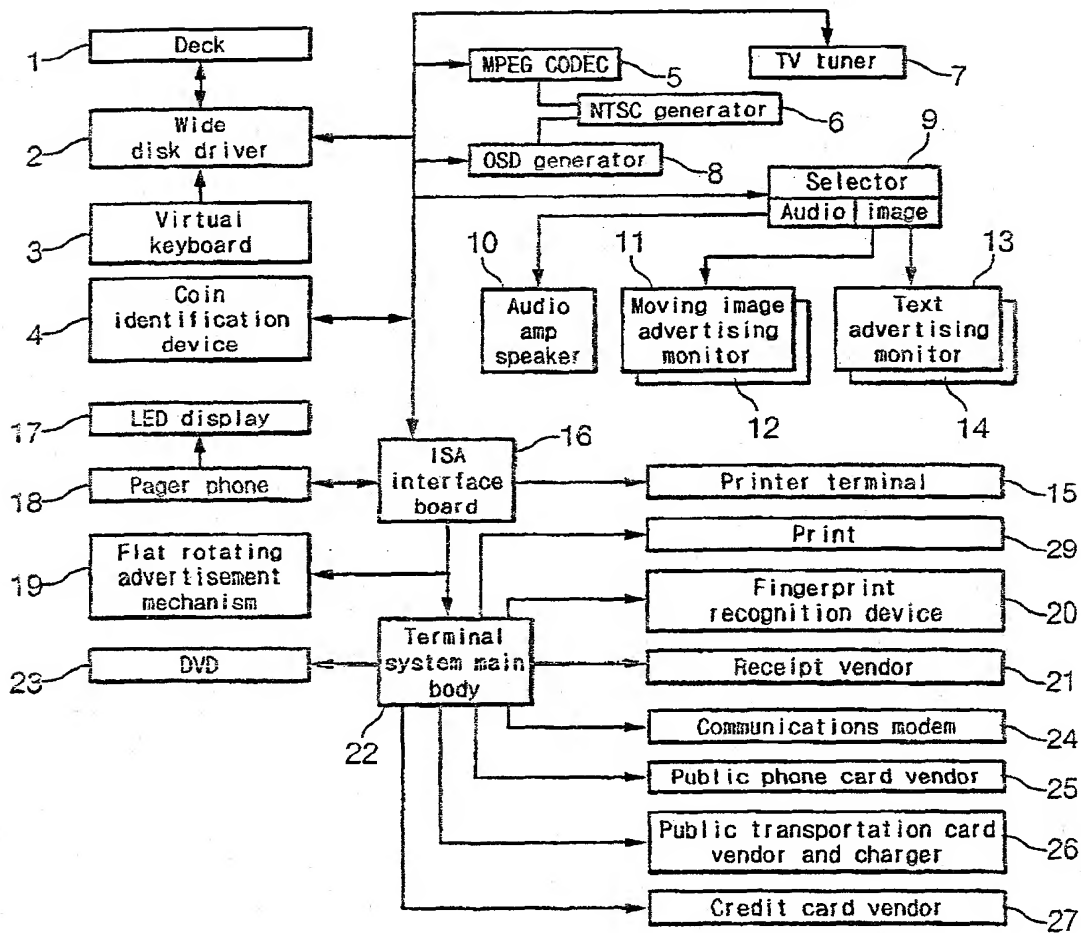 Deck
1
Wide
disk driver
2
Virtual
keyboard
3
Coin
identification
device
4
MPEG CODEC
5
NTSC generator
6
TV tuner
7
OSD generator
8
9
Selector
Audio
image
10
Audio
amp
speaker
11
Moving image
advertising
monitor
12
13
Text
advertising
monitor
14
LED display
17
Pager phone
18
ISA
interface
board
16
Printer terminal
15
Print
29
Flat rotating
advertisement
mechanism
19
Fingerprint
recognition device
20
Terminal
system main
body
22
DVD
23
Receipt vendor
21
Communications modem
24
Public phone card vendor
25
Public transportation card
vendor and charger
26
Credit card vendor
27